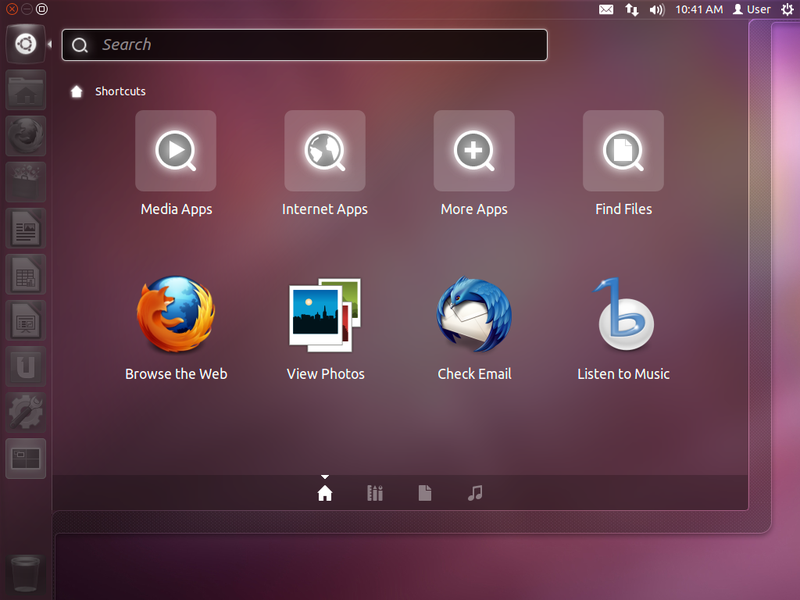 10:41 AM User
Search
Shortcuts
Media Apps Internet Apps More Apps Find Files
Browse the Web View Photos Check Email Listen to Music